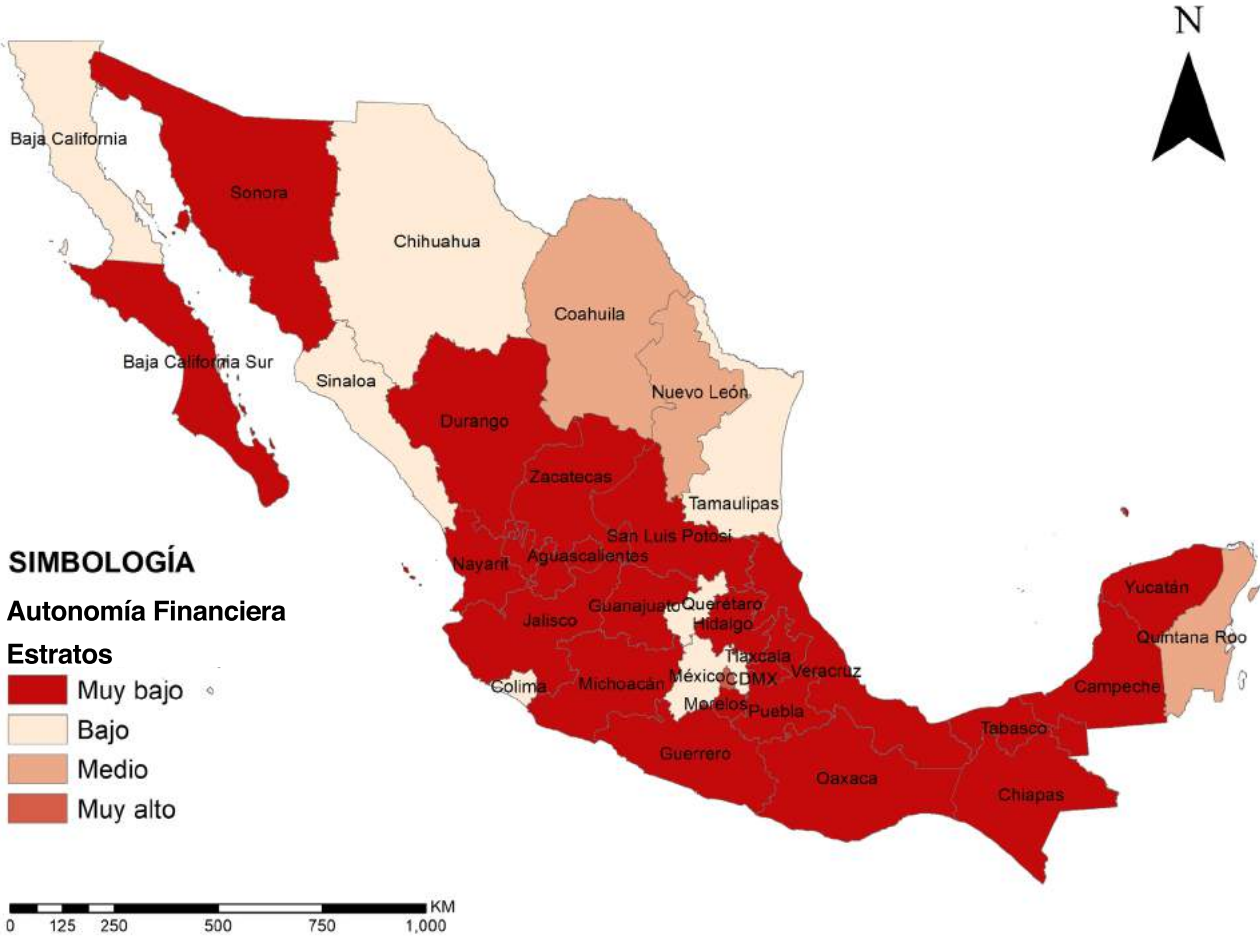 N
Baja California
Sonora
Chihuahua
Coahuila
Baja California Sur
Sinaloa
Nuevo León
Durango
Zacatecas
Tamaulipas
San Luis Potosí
Nayarit
Aguascalientes
Yucatán
Guanajuato
Querétaro
Jalisco
Hidalgo
Quintana Roo
Tlaxcala
Veracruz
México
CDMX
Colima
Michoacán
Campeche
Morelos
Puebla
Tabasco
Guerrero
Oaxaca
Chiapas
SIMBOLOGÍA
Autonomía Financiera
Estratos
Muy bajo
Bajo
Medio
Muy alto
KM
0 125 250 500 750 1,000